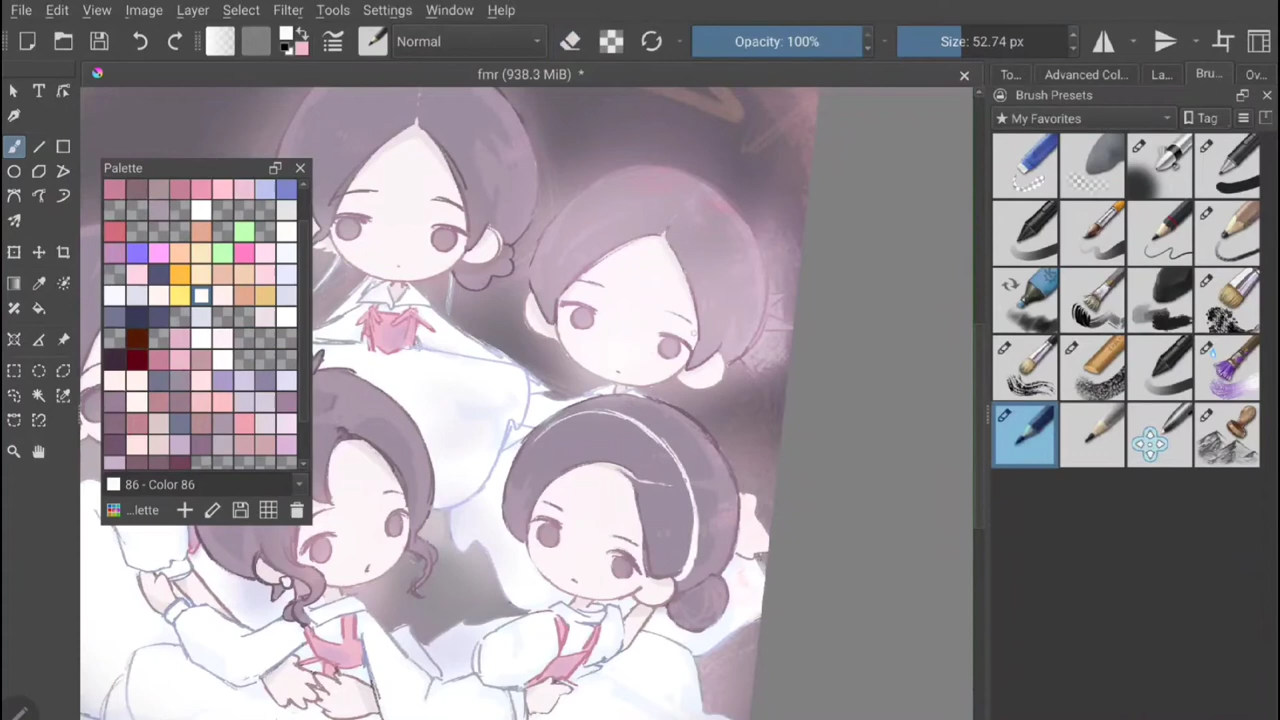 File Edit View Image Layer Select Filter Tools Settings Window Help
Normal Opacity: 100% Size: 52.74 px
fmr (938.3 MiB) *
To... Advanced Col... La... Bru... Ov...
Brush Presets
My Favorites Tag
Palette
86 - Color 86
...lette